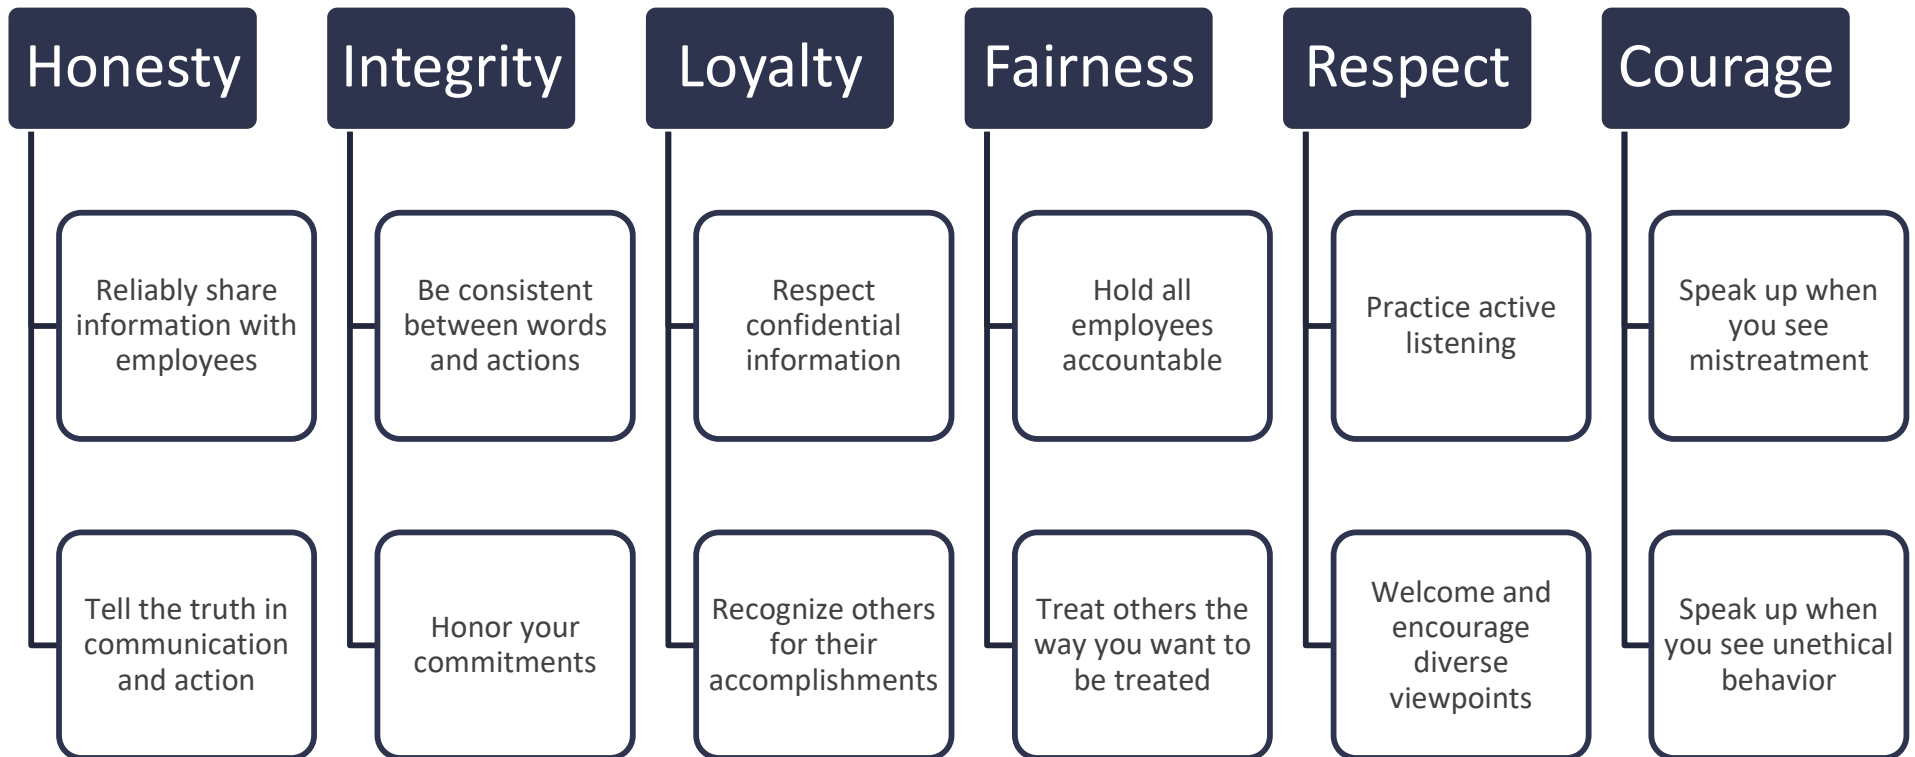 Honesty
Integrity
Loyalty
Fairness
Respect
Courage
Reliably share
information with
employees
Be consistent
between words
and actions
Respect
confidential
information
Hold all
employees
accountable
Practice active
listening
Speak up when
you see
mistreatment
Tell the truth in
communication
and action
Honor your
commitments
Recognize others
for their
accomplishments
Treat others the
way you want to
be treated
Welcome and
encourage
diverse
viewpoints
Speak up when
you see unethical
behavior